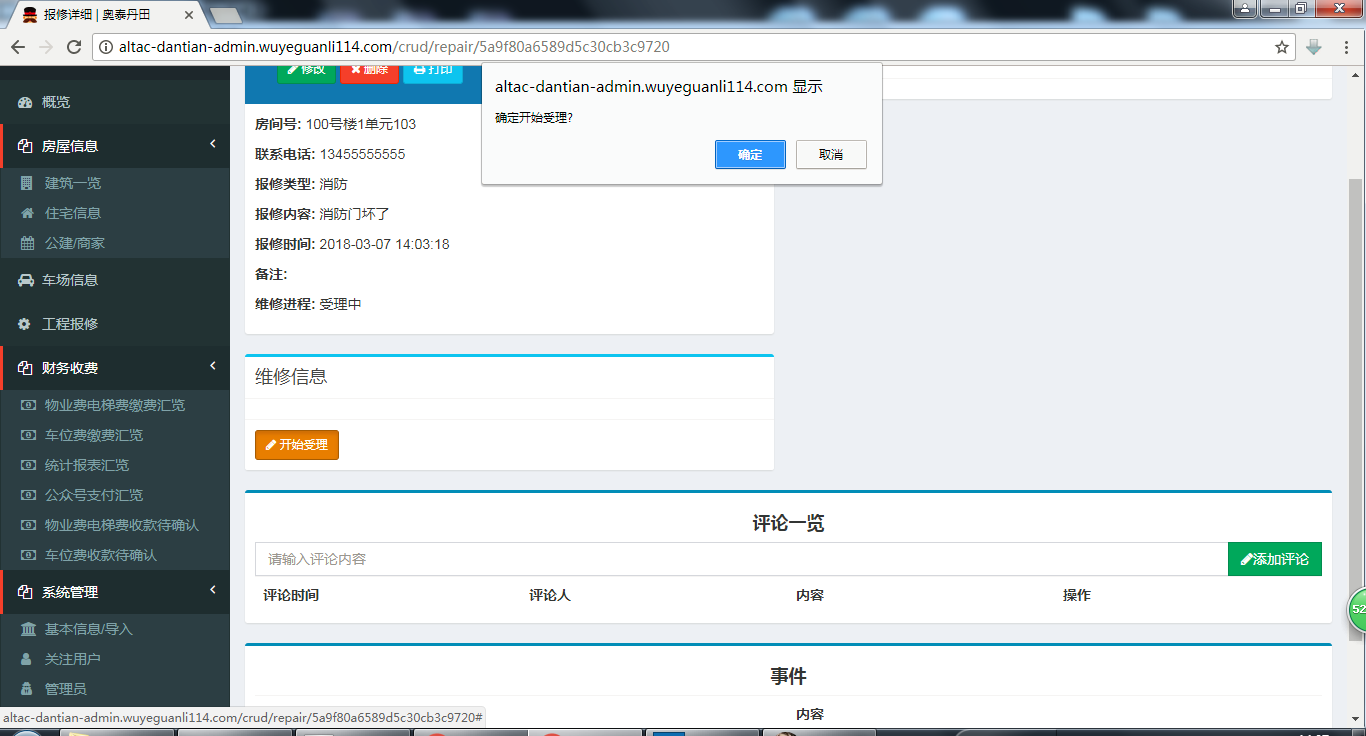 报修详细 | 奥泰丹田
altac-dantian-admin.wuyeguanli114.com/crud/repair/5a9f80a6589d5c30cb3c9720
修改
删除
打印
altac-dantian-admin.wuyeguanli114.com 显示
确定开始受理?
确定
取消
概览
房屋信息
建筑一览
住宅信息
公建/商家
车场信息
工程报修
财务收费
物业费电梯费缴费汇览
车位费缴费汇览
统计报表汇览
公众号支付汇览
物业费电梯费收款待确认
车位费收款待确认
系统管理
基本信息/导入
关注用户
管理员
房间号: 100号楼1单元103
联系电话: 13455555555
报修类型: 消防
报修内容: 消防门坏了
报修时间: 2018-03-07 14:03:18
备注:
维修进程: 受理中
维修信息
开始受理
评论一览
请输入评论内容
添加评论
评论时间 评论人 内容 操作
52
事件
内容
altac-dantian-admin.wuyeguanli114.com/crud/repair/5a9f80a6589d5c30cb3c9720#